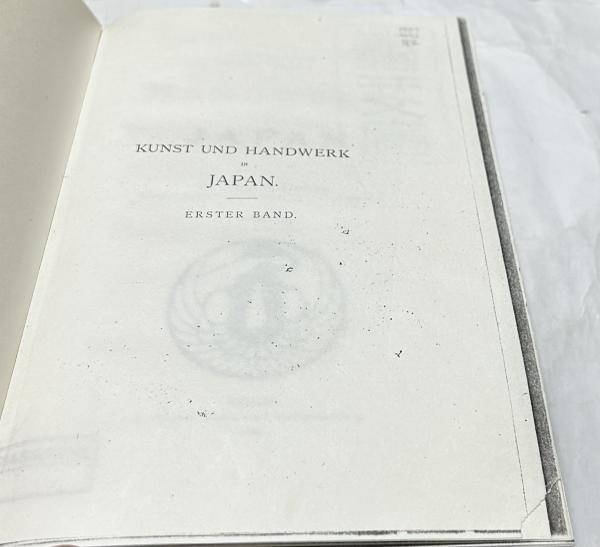 KUNST UND HANDWERK
IN
JAPAN.
ERSTER BAND.